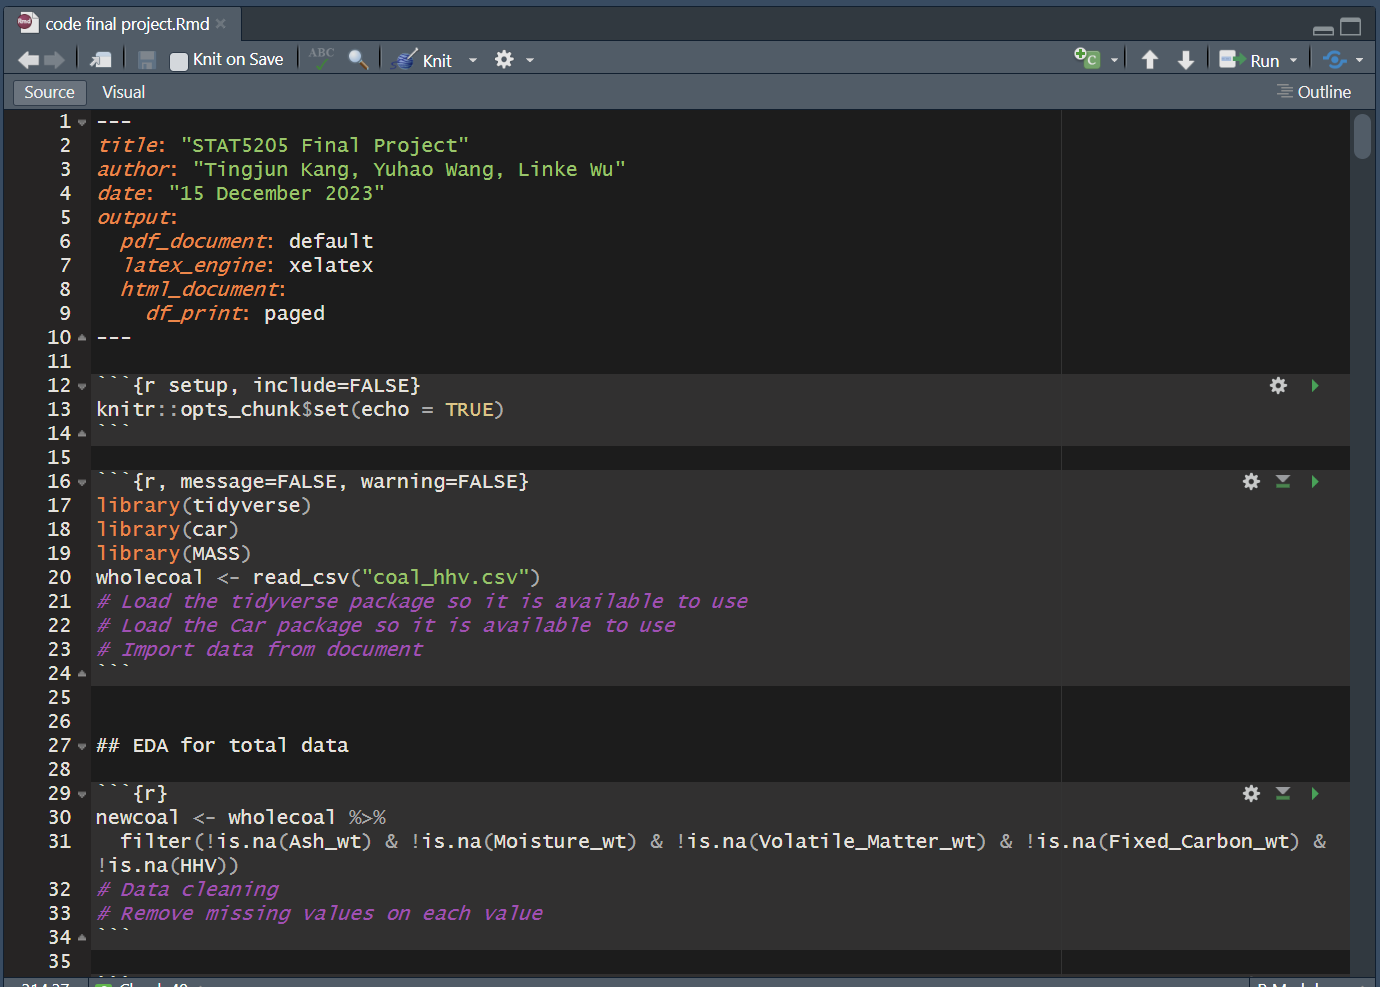 code final project.Rmd
Knit on Save
ABC
Knit
C
Run
Source
Visual
Outline
1 ---
2 title: "STAT5205 Final Project"
3 author: "Tingjun Kang, Yuhao Wang, Linke Wu"
4 date: "15 December 2023"
5 output:
6 pdf_document: default
7 latex_engine: xelatex
8 html_document:
9 df_print: paged
10 ---
11
12 ```{r setup, include=FALSE}
13 knitr::opts_chunk$set(echo = TRUE)
14 ```
15
16 ```{r, message=FALSE, warning=FALSE}
17 library(tidyverse)
18 library(car)
19 library(MASS)
20 wholecoal <- read_csv("coal_hhv.csv")
21 # Load the tidyverse package so it is available to use
22 # Load the Car package so it is available to use
23 # Import data from document
24 ```
25
26
27 ## EDA for total data
28
29 ```{r}
30 newcoal <- wholecoal %>%
31 filter(!is.na(Ash_wt) & !is.na(Moisture_wt) & !is.na(Volatile_Matter_wt) & !is.na(Fixed_Carbon_wt) &
!is.na(HHV))
32 # Data cleaning
33 # Remove missing values on each value
34 ```
35